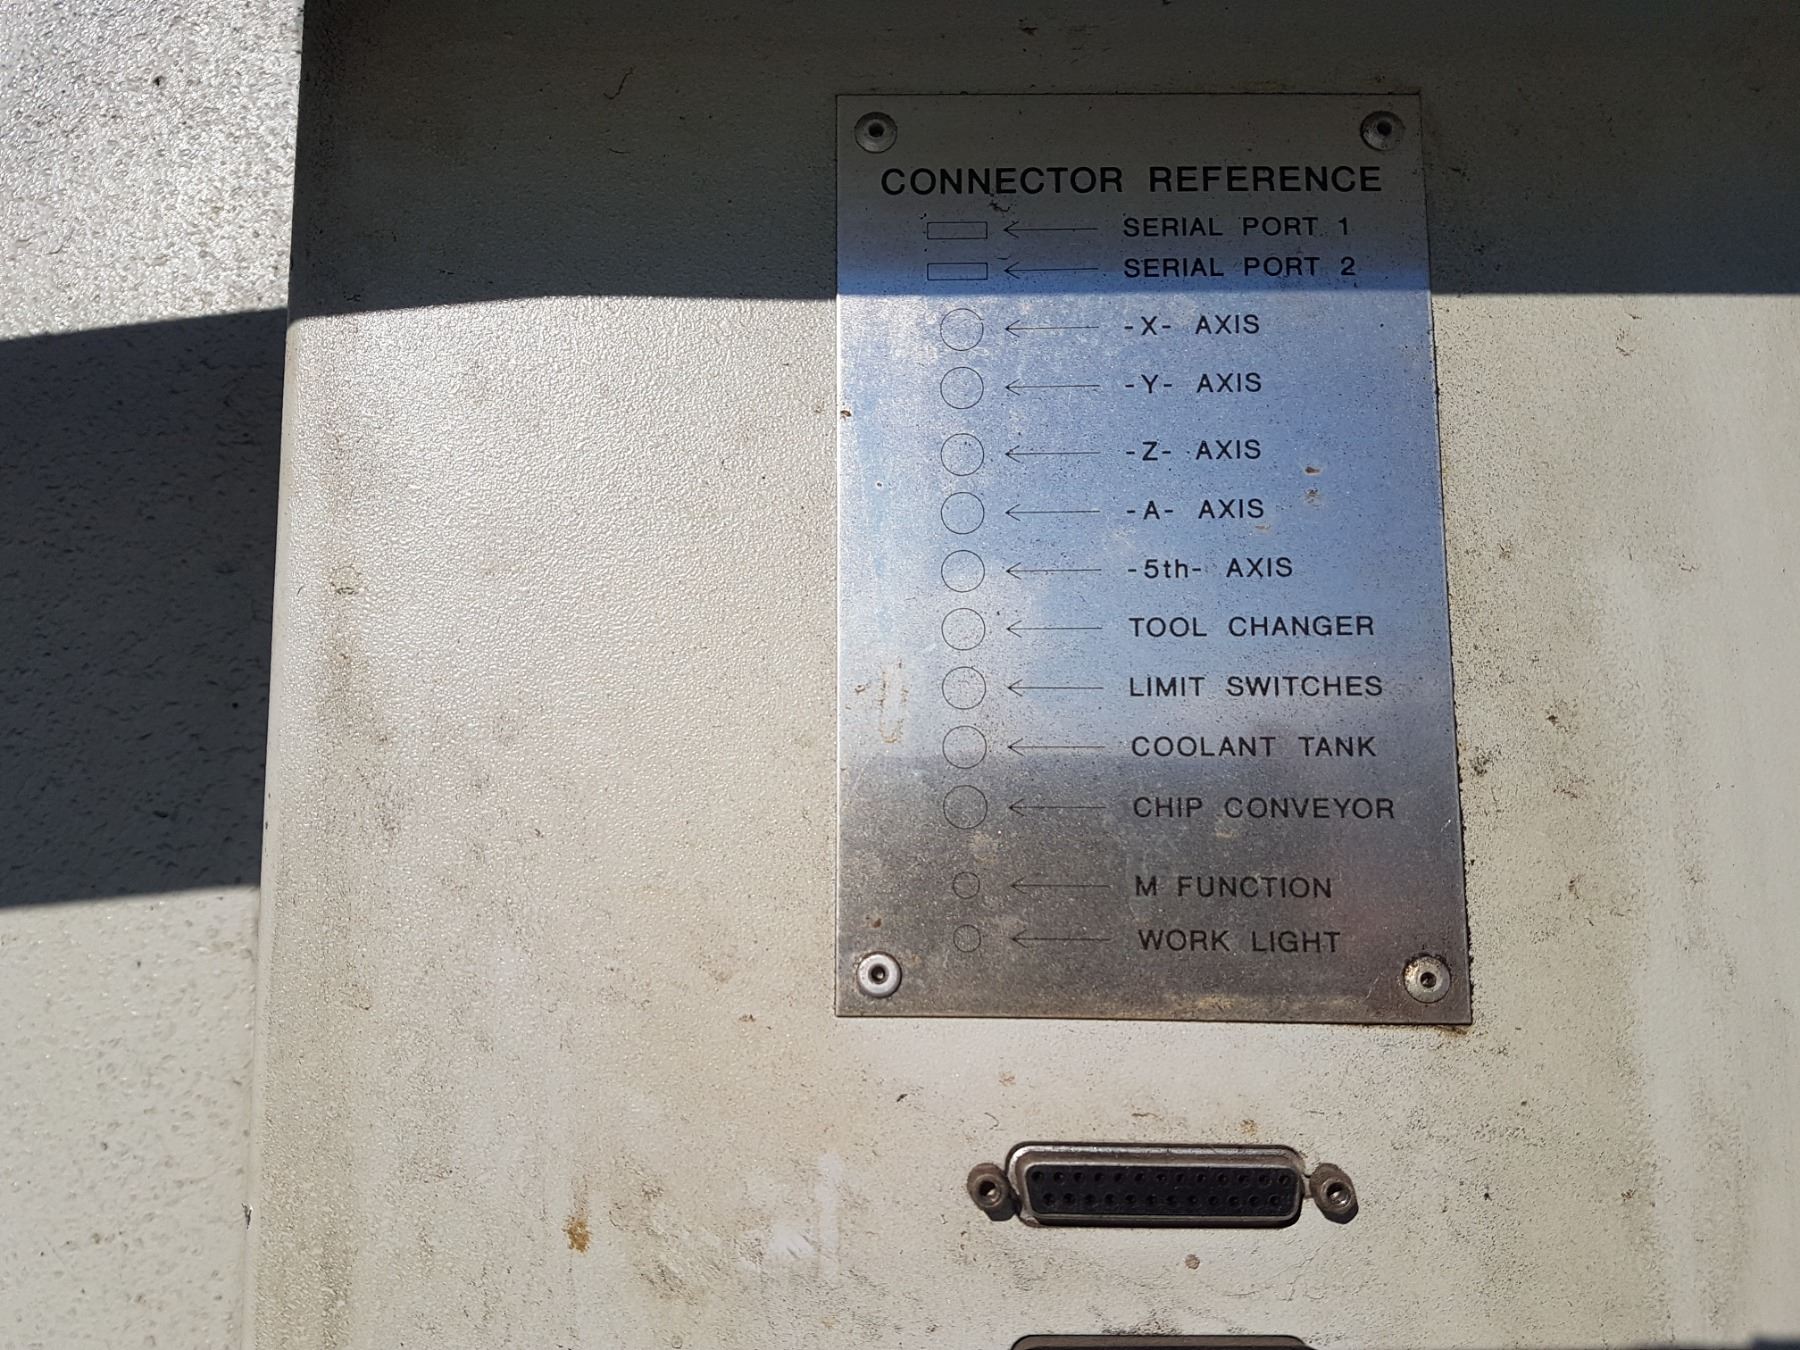 CONNECTOR REFERENCE
SERIAL PORT 1
SERIAL PORT 2
-X- AXIS
-Y- AXIS
-Z- AXIS
-A- AXIS
-5th- AXIS
TOOL CHANGER
LIMIT SWITCHES
COOLANT TANK
CHIP CONVEYOR
M FUNCTION
WORK LIGHT